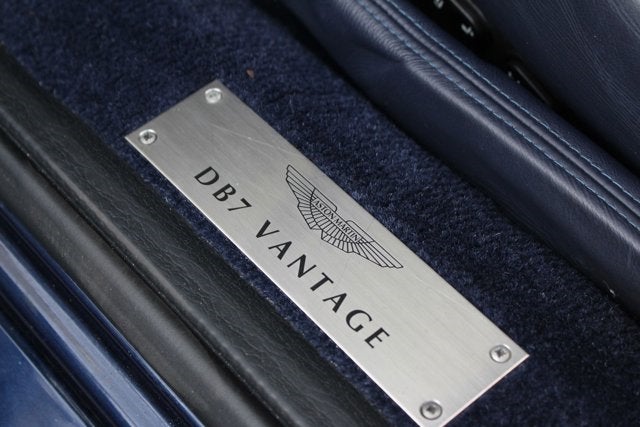 ASTON MARTIN
DB7 VANTAGE